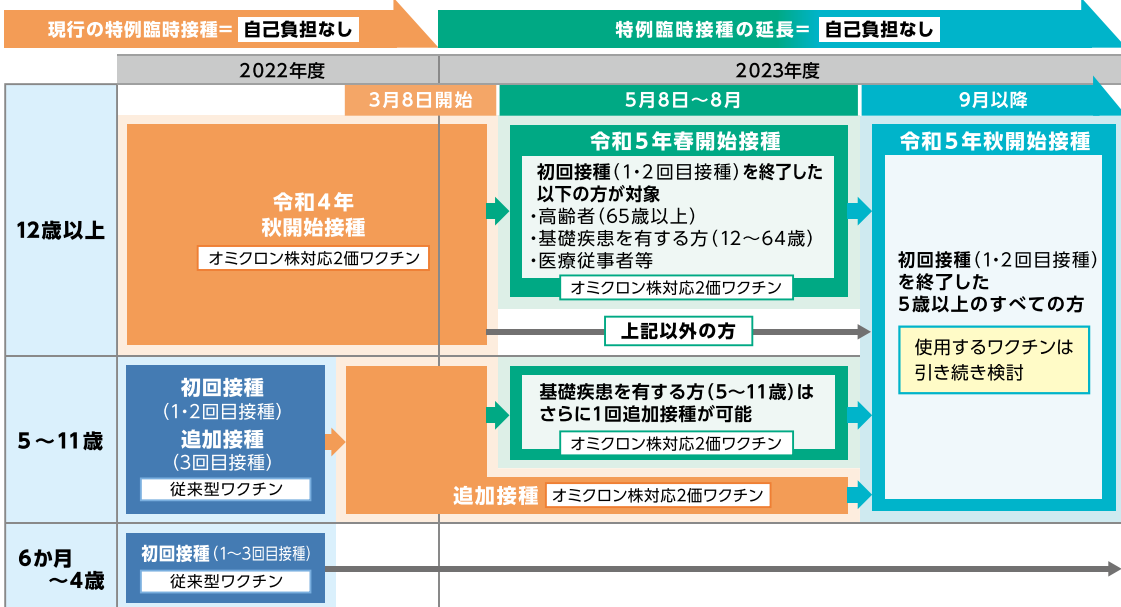 現行の特例臨時接種= 自己負担なし
特例臨時接種の延長= 自己負担なし
2022年度
2023年度
3月8日開始
5月8日～8月
9月以降
12歳以上
令和4年
秋開始接種
オミクロン株対応2価ワクチン
令和5年春開始接種
初回接種(1・2回目接種)を終了した
以下の方が対象
・高齢者(65歳以上)
・基礎疾患を有する方(12～64歳)
・医療従事者等
オミクロン株対応2価ワクチン
上記以外の方
令和5年秋開始接種
初回接種(1・2回目接種)
を終了した
5歳以上のすべての方
使用するワクチンは
引き続き検討
5～11歳
初回接種
(1・2回目接種)
追加接種
(3回目接種)
従来型ワクチン
基礎疾患を有する方(5～11歳)は
さらに1回追加接種が可能
オミクロン株対応2価ワクチン
追加接種 オミクロン株対応2価ワクチン
6か月
～4歳
初回接種(1～3回目接種)
従来型ワクチン